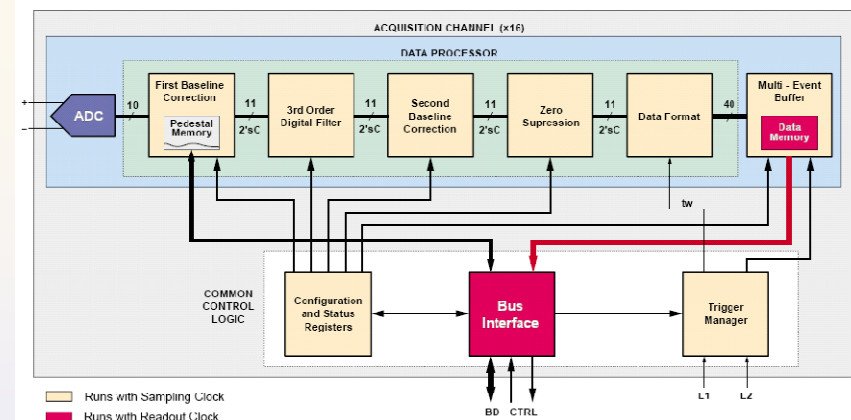 ACQUISITION CHANNEL (×16)
DATA PROCESSOR
+
−
ADC
10
First Baseline
Correction
Pedestal
Memory
11
2'sC
3rd Order
Digital Filter
11
2'sC
Second
Baseline
Correction
11
2'sC
Zero
Supression
11
2'sC
Data Format
40
Multi - Event
Buffer
Data
Memory
tw
COMMON
CONTROL
LOGIC
Configuration
and Status
Registers
Bus
Interface
Trigger
Manager
L1
L2
BD
CTRL
Runs with Sampling Clock
Runs with Readout Clock